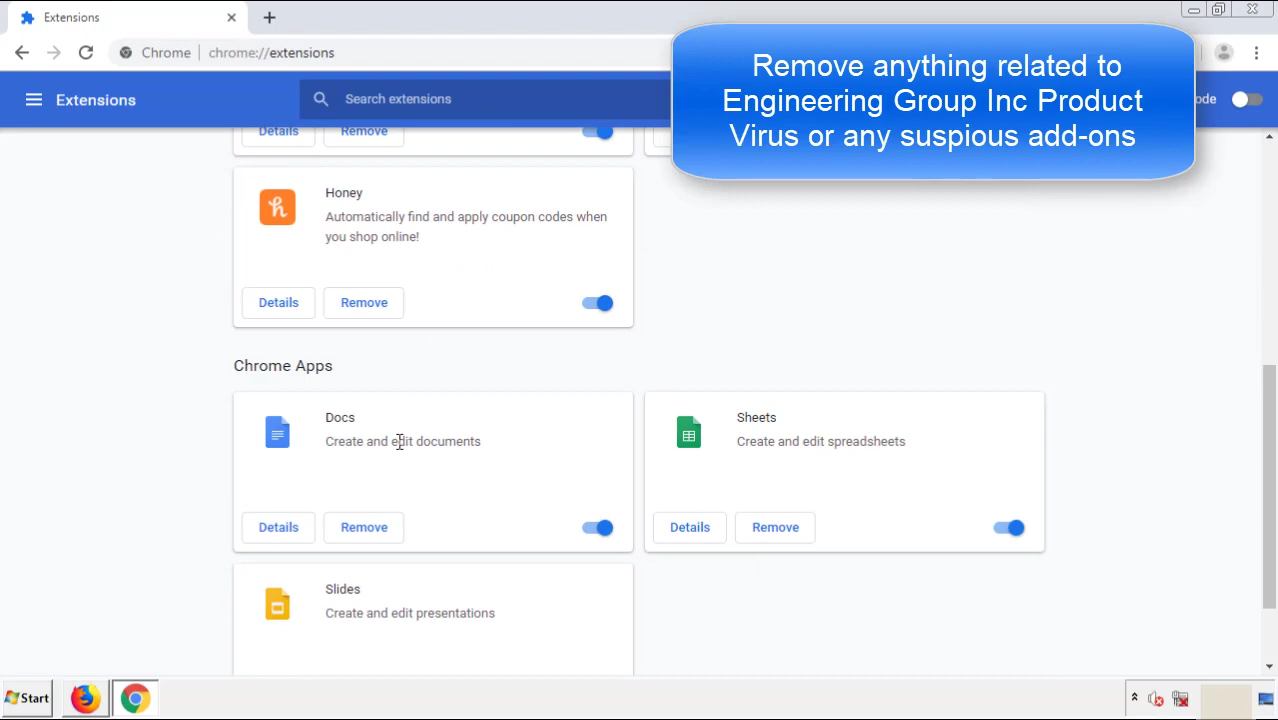 Extensions
Chrome
chrome://extensions
Extensions
Search extensions
ode
Remove anything related to
Engineering Group Inc Product
Virus or any suspious add-ons
Details
Remove
Honey
Automatically find and apply coupon codes when
you shop online!
Details
Remove
Chrome Apps
Docs
Create and edit documents
Details
Remove
Sheets
Create and edit spreadsheets
Details
Remove
Slides
Create and edit presentations
Start